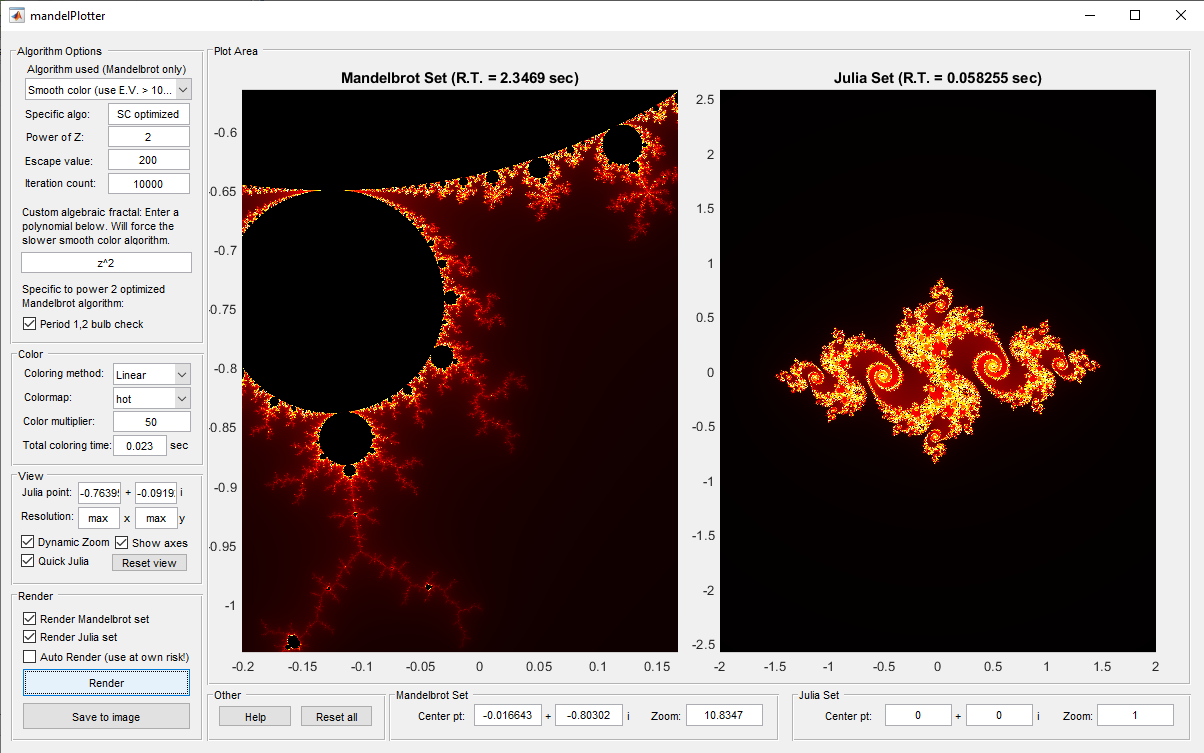 mandelPlotter
Algorithm Options
Algorithm used (Mandelbrot only)
Smooth color (use E.V. > 10...
Specific algo: SC optimized
Power of Z: 2
Escape value: 200
Iteration count: 10000
Custom algebraic fractal: Enter a
polynomial below. Will force the
slower smooth color algorithm.
z^2
Specific to power 2 optimized
Mandelbrot algorithm:
Period 1,2 bulb check
Color
Coloring method: Linear
Colormap: hot
Color multiplier: 50
Total coloring time: 0.023 sec
View
Julia point: -0.7639 + -0.0919 i
Resolution: max x max y
Dynamic Zoom Show axes
Quick Julia Reset view
Render
Render Mandelbrot set
Render Julia set
Auto Render (use at own risk!)
Render
Save to image
Plot Area
Mandelbrot Set (R.T. = 2.3469 sec)
-0.6
0.65
-0.7
0.75
-0.8
0.85
-0.9
0.95
-1
-0.2 -0.15 -0.1 -0.05 0 0.05 0.1 0.15
Julia Set (R.T. = 0.058255 sec)
2.5
2
1.5
1
0.5
0
-0.5
-1
-1.5
-2
-2.5
-2 -1.5 -1 -0.5 0 0.5 1 1.5 2
Other
Help Reset all
Mandelbrot Set
Center pt: -0.016643 + -0.80302 i Zoom: 10.8347
Julia Set
Center pt: 0 + 0 i Zoom: 1